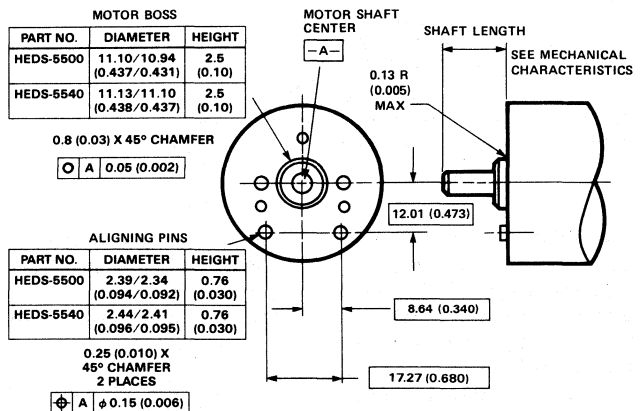 MOTOR BOSS
PART NO. DIAMETER HEIGHT
HEDS-5500 11.10/10.94 2.5
(0.437/0.431) (0.10)
HEDS-5540 11.13/11.10 2.5
(0.438/0.437) (0.10)
0.8 (0.03) X 45° CHAMFER
O A 0.05 (0.002)
MOTOR SHAFT
CENTER
–A–
SHAFT LENGTH
SEE MECHANICAL
CHARACTERISTICS
0.13 R
(0.005)
MAX
12.01 (0.473)
ALIGNING PINS
PART NO. DIAMETER HEIGHT
HEDS-5500 2.39/2.34 0.76
(0.094/0.092) (0.030)
HEDS-5540 2.44/2.41 0.76
(0.096/0.095) (0.030)
0.25 (0.010) X
45° CHAMFER
2 PLACES
⌖ A ϕ 0.15 (0.006)
8.64 (0.340)
17.27 (0.680)